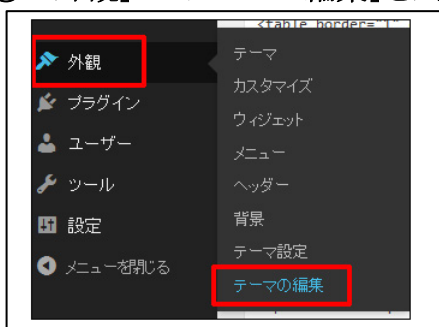 <table border="1"
外観
プラグイン
ユーザー
ツール
設定
メニューを閉じる
テーマ
カスタマイズ
ウィジェット
メニュー
ヘッダー
背景
テーマ設定
テーマの編集